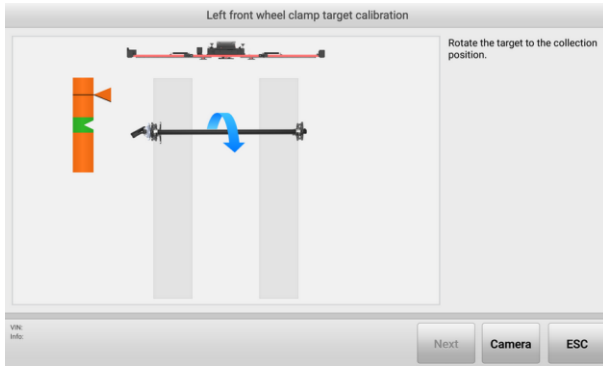 Left front wheel clamp target calibration
Rotate the target to the collection
position.
VIN:
Info:
Next
Camera
ESC